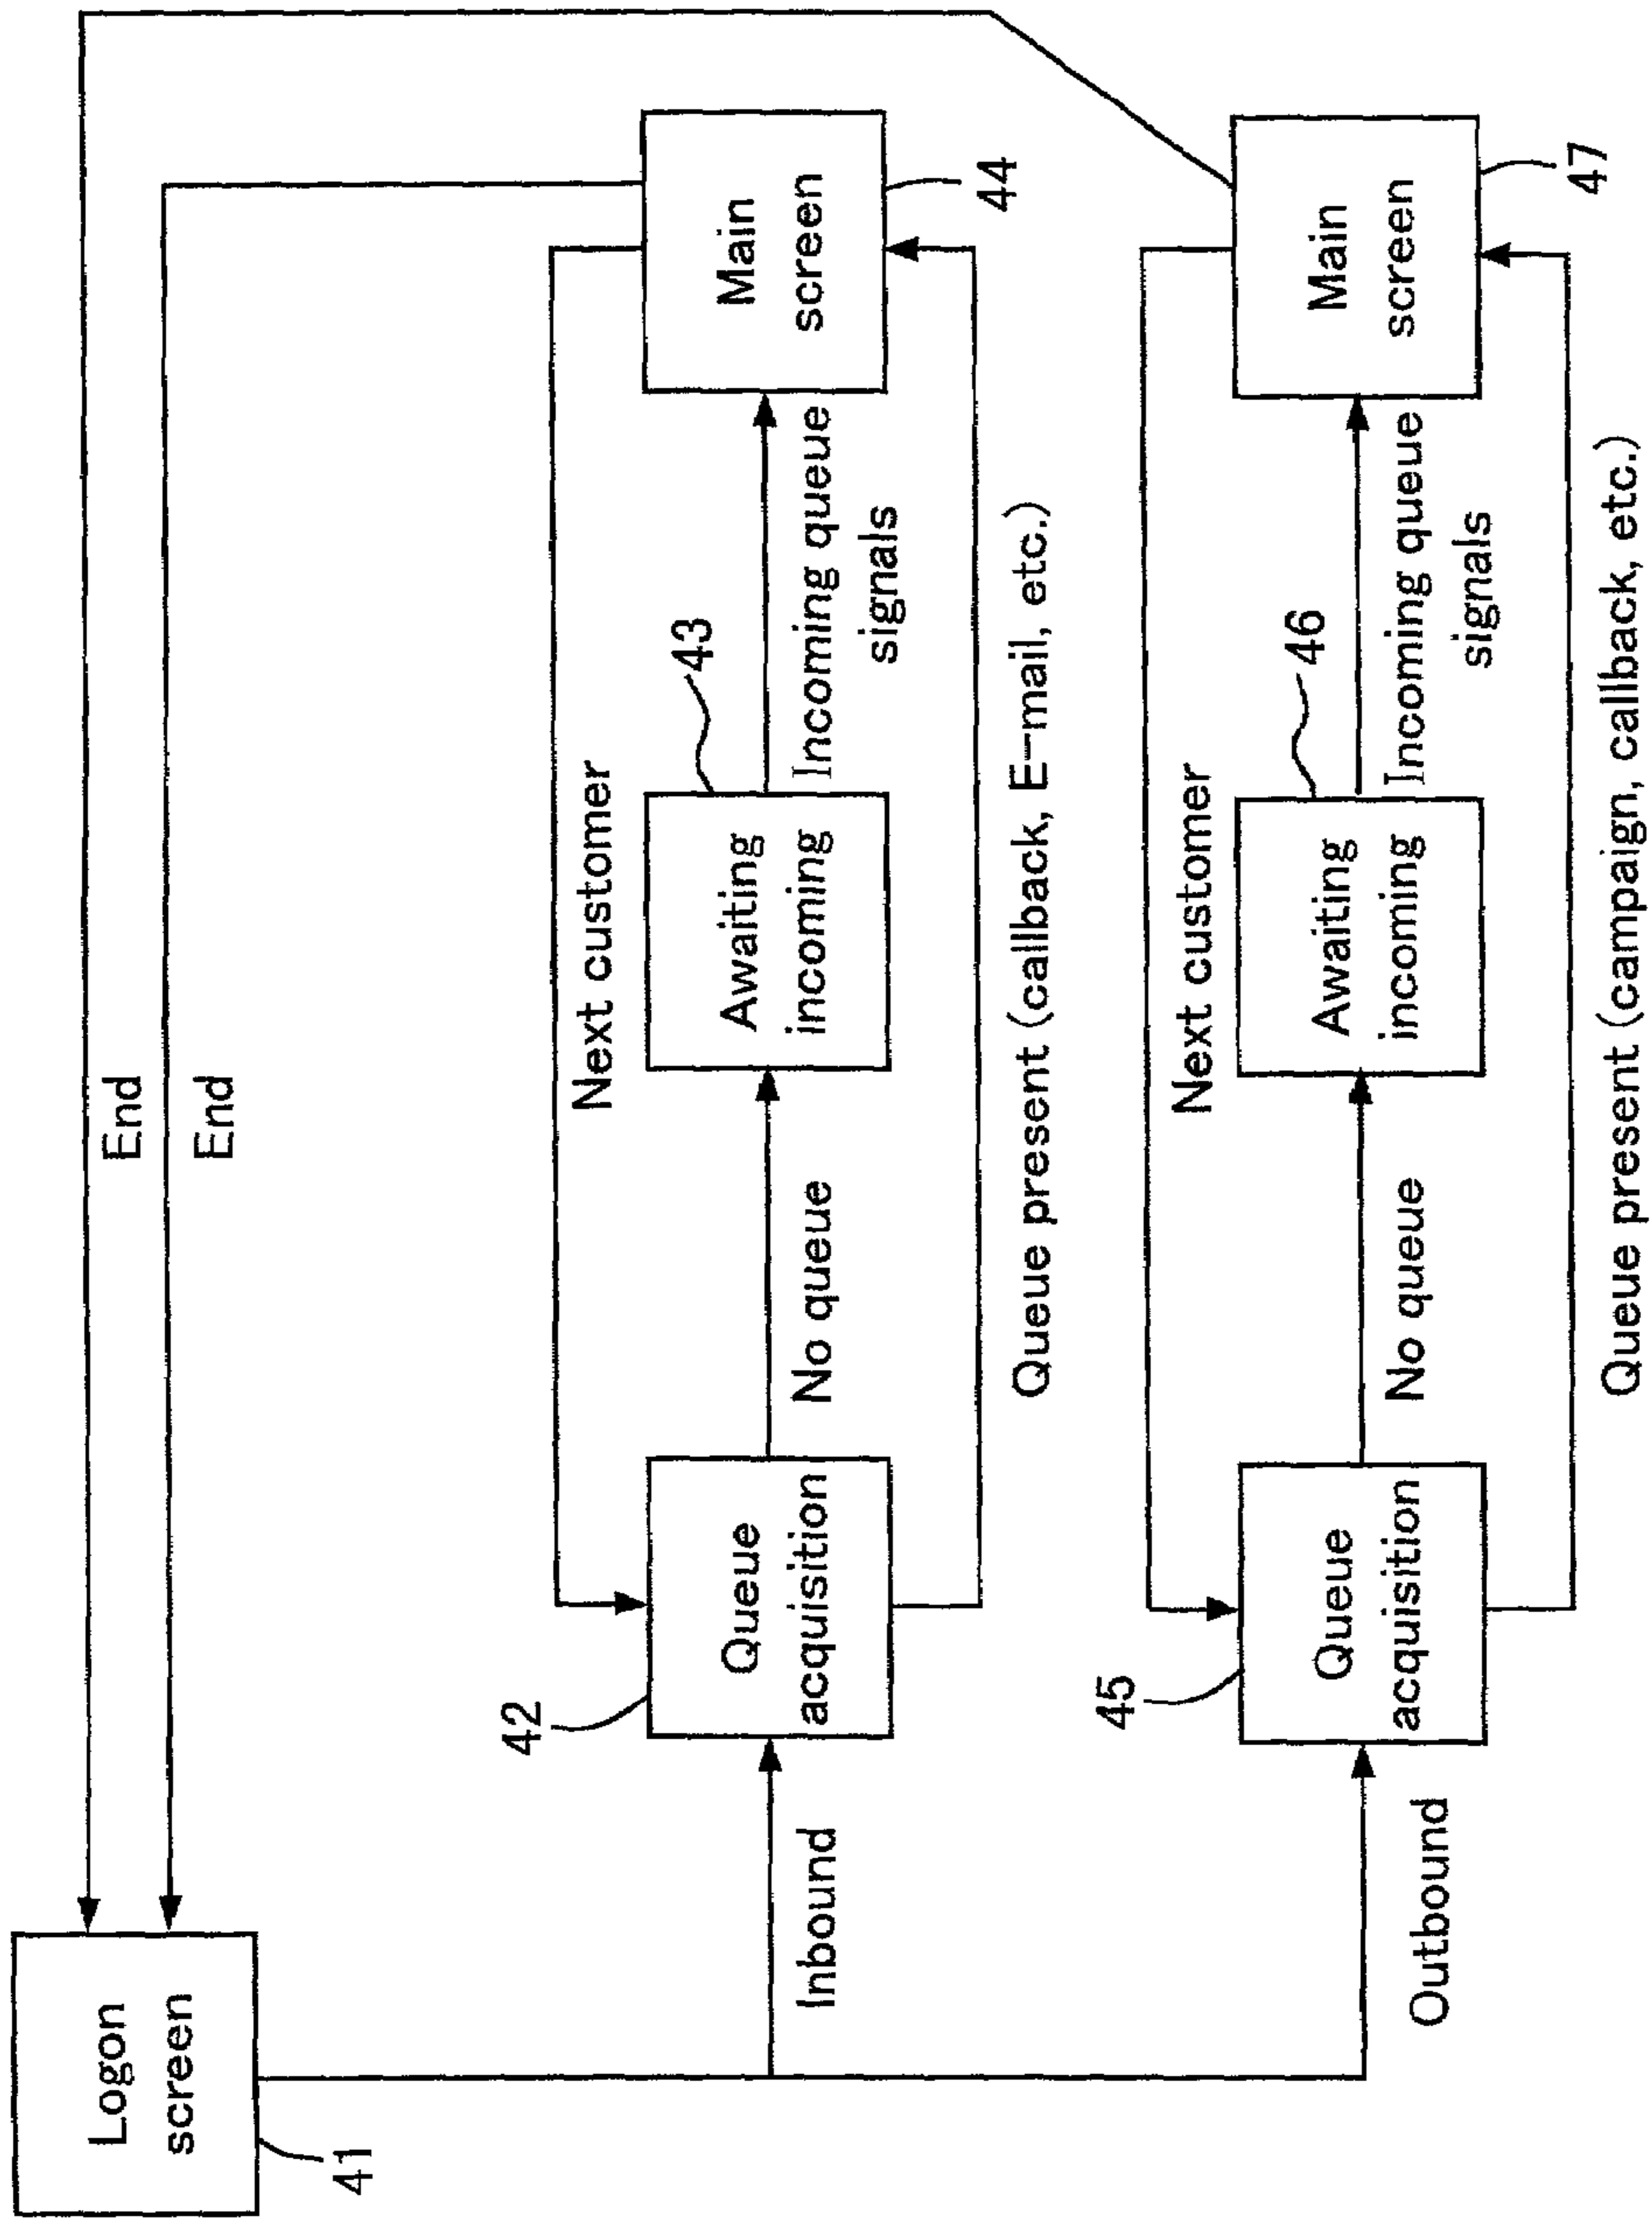 Logon
screen
41
End
End
Next customer
42
Queue
acquisition
No queue
43
Awaiting
incoming
Incoming queue
signals
Main
screen
44
Inbound
Queue present (callback, E-mail, etc.)
Next customer
45
Queue
acquisition
No queue
46
Awaiting
incoming
Incoming queue
signals
Main
screen
47
Outbound
Queue present (campaign, callback, etc.)